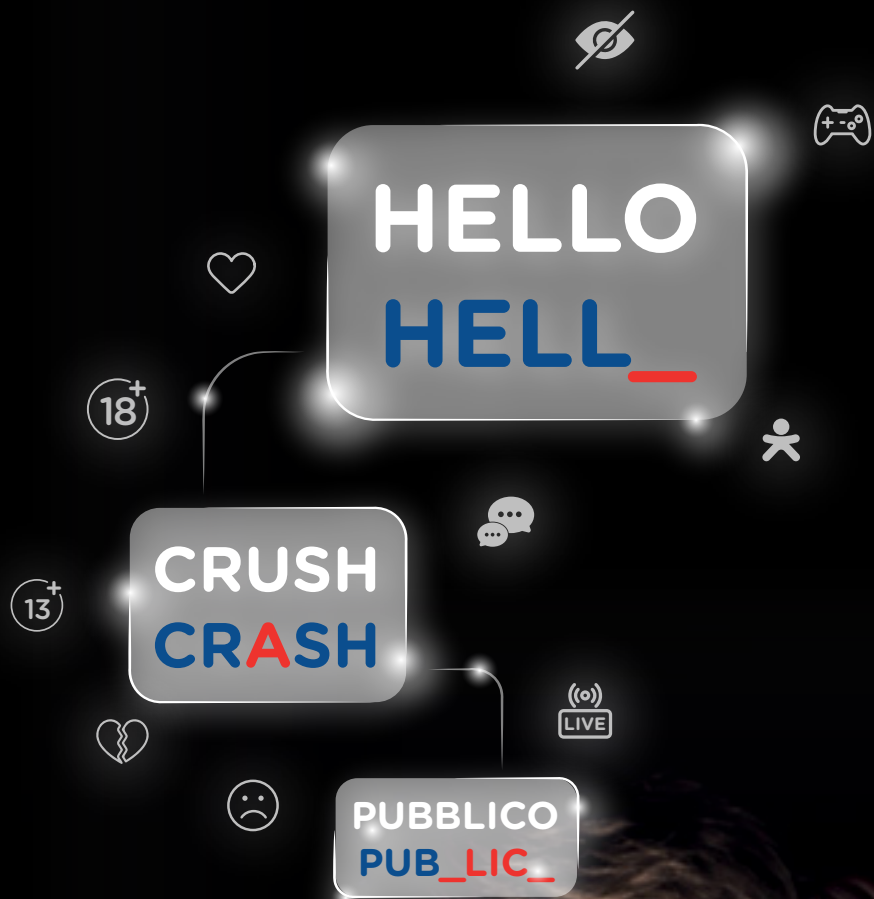 HELLO
HELL_
18+
CRUSH
CRASH
13+
LIVE
PUBBLICO
PUB_LIC_